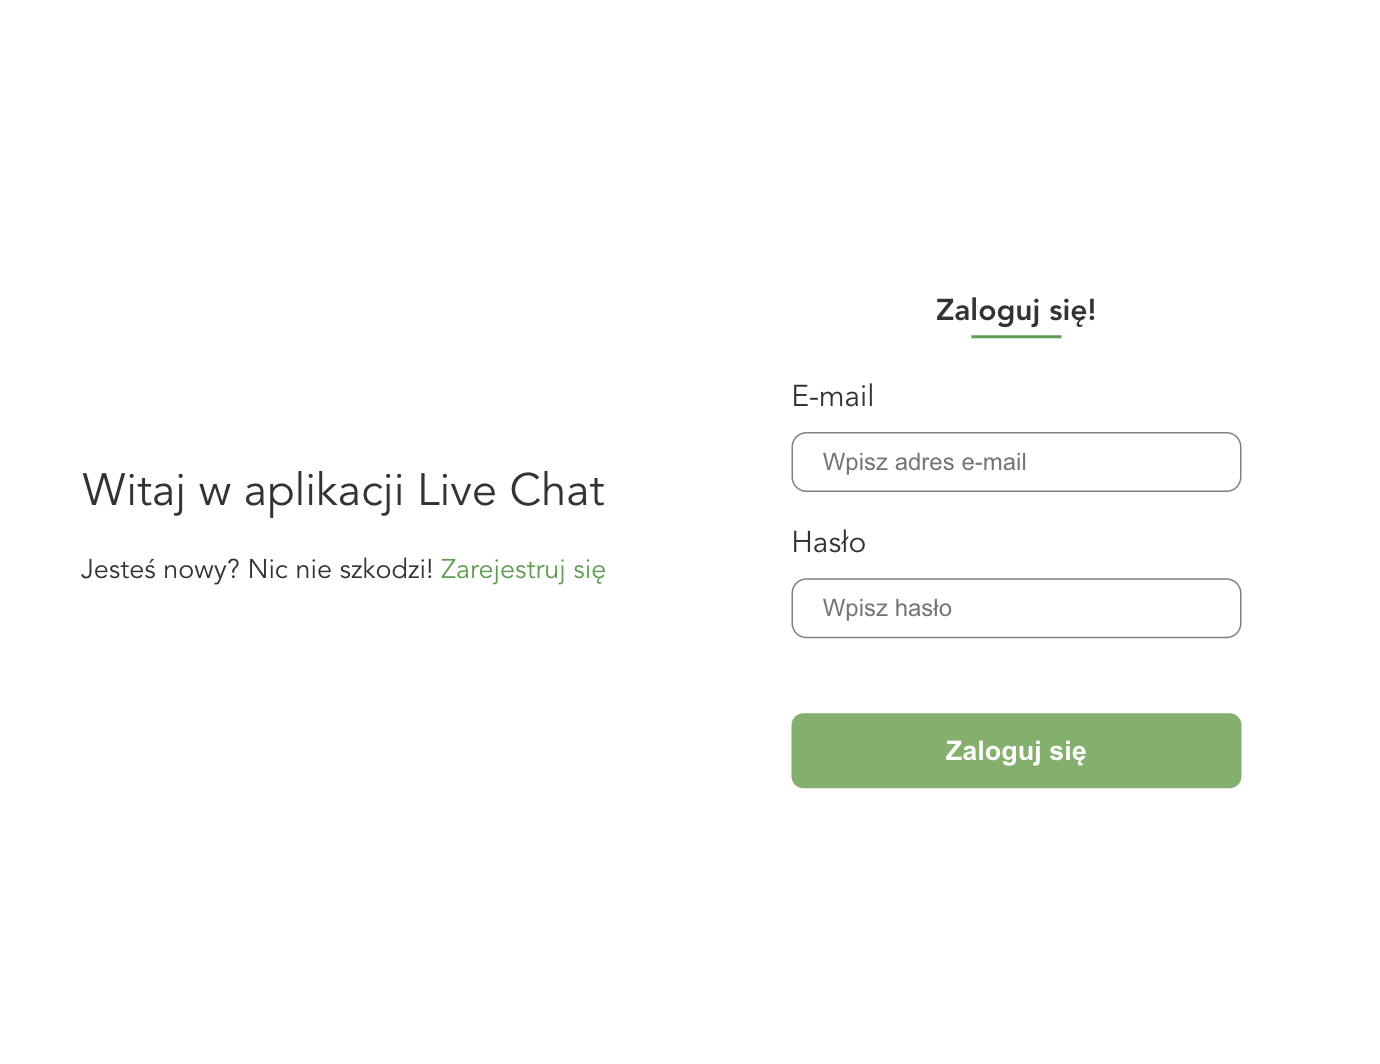 Witaj w aplikacji Live Chat
Jesteś nowy? Nic nie szkodzi! Zarejestruj się
Zaloguj się!
E-mail
Wpisz adres e-mail
Hasło
Wpisz hasło
Zaloguj się